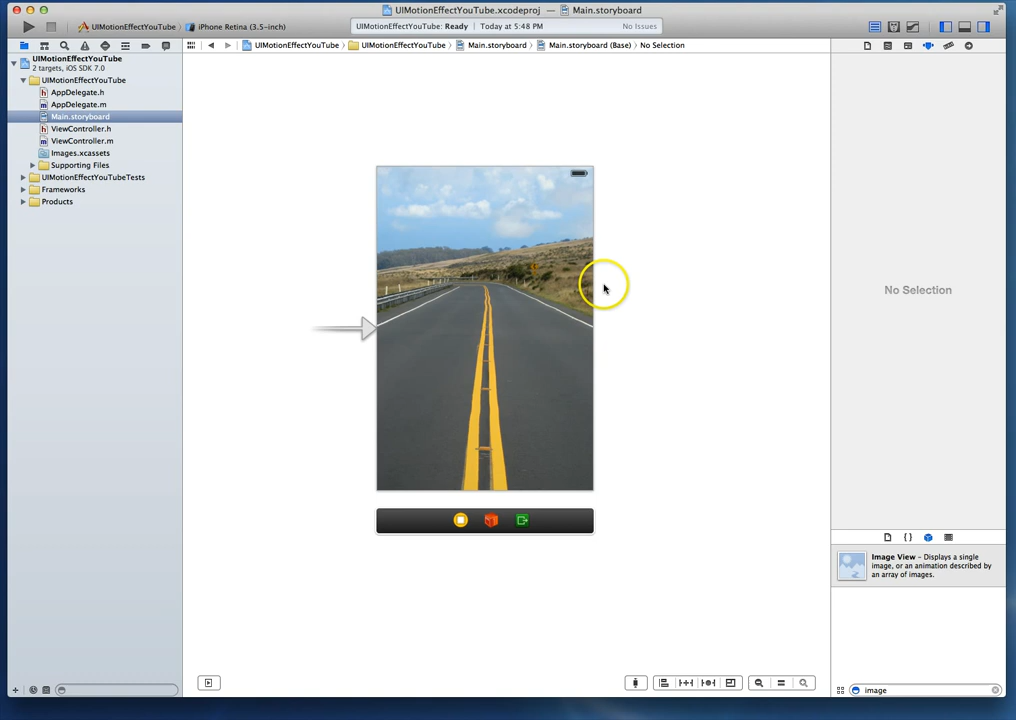 UIMotionEffectYouTube.xcodeproj — Main.storyboard
UIMotionEffectYouTube 〉 iPhone Retina (3.5-inch)
UIMotionEffectYouTube: Ready | Today at 5:48 PM
No Issues
UIMotionEffectYouTube 〉 UIMotionEffectYouTube 〉 Main.storyboard 〉 Main.storyboard (Base) 〉 No Selection
UIMotionEffectYouTube
2 targets, iOS SDK 7.0
UIMotionEffectYouTube
AppDelegate.h
AppDelegate.m
Main.storyboard
ViewController.h
ViewController.m
Images.xcassets
Supporting Files
UIMotionEffectYouTubeTests
Frameworks
Products
No Selection
Image View – Displays a single
image, or an animation described by
an array of images.
image